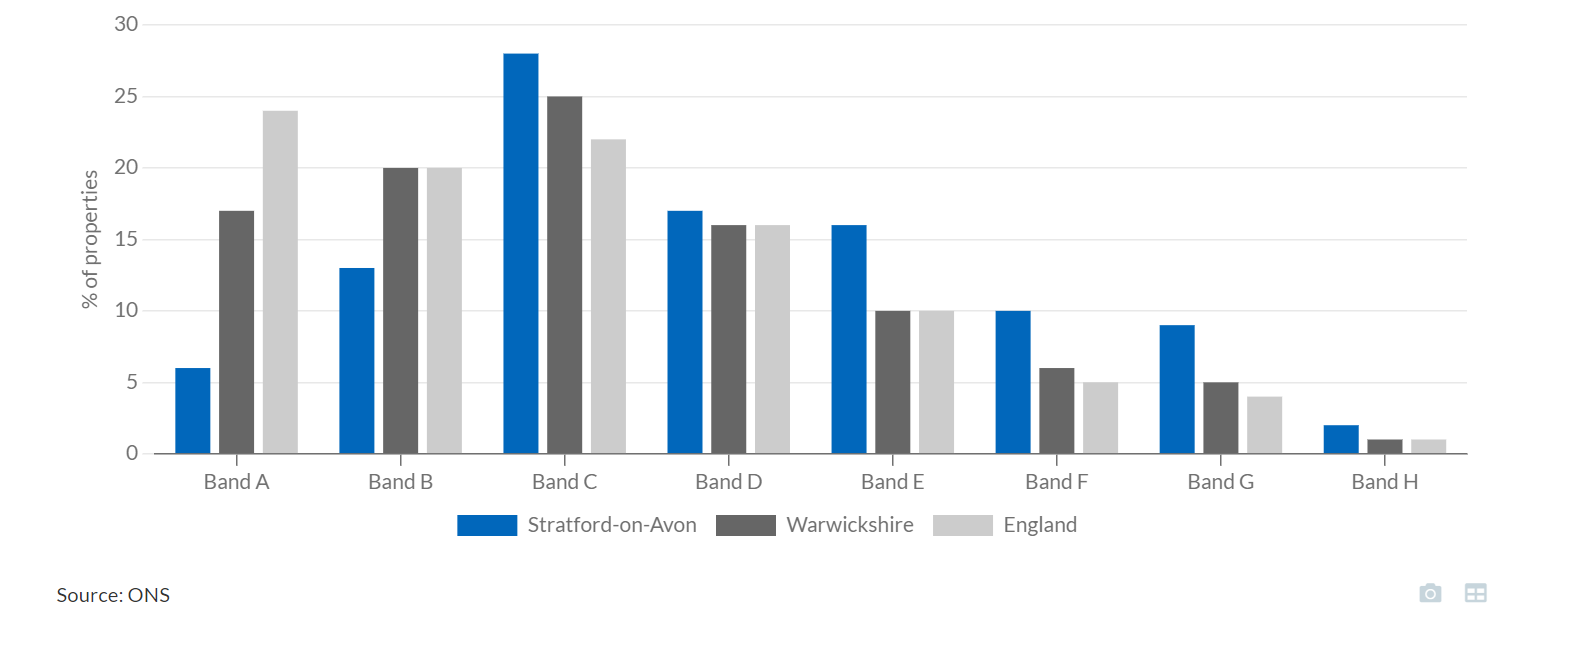 30
25
20
15
10
5
0
% of properties
Band A Band B Band C Band D Band E Band F Band G Band H
Stratford-on-Avon Warwickshire England
Source: ONS